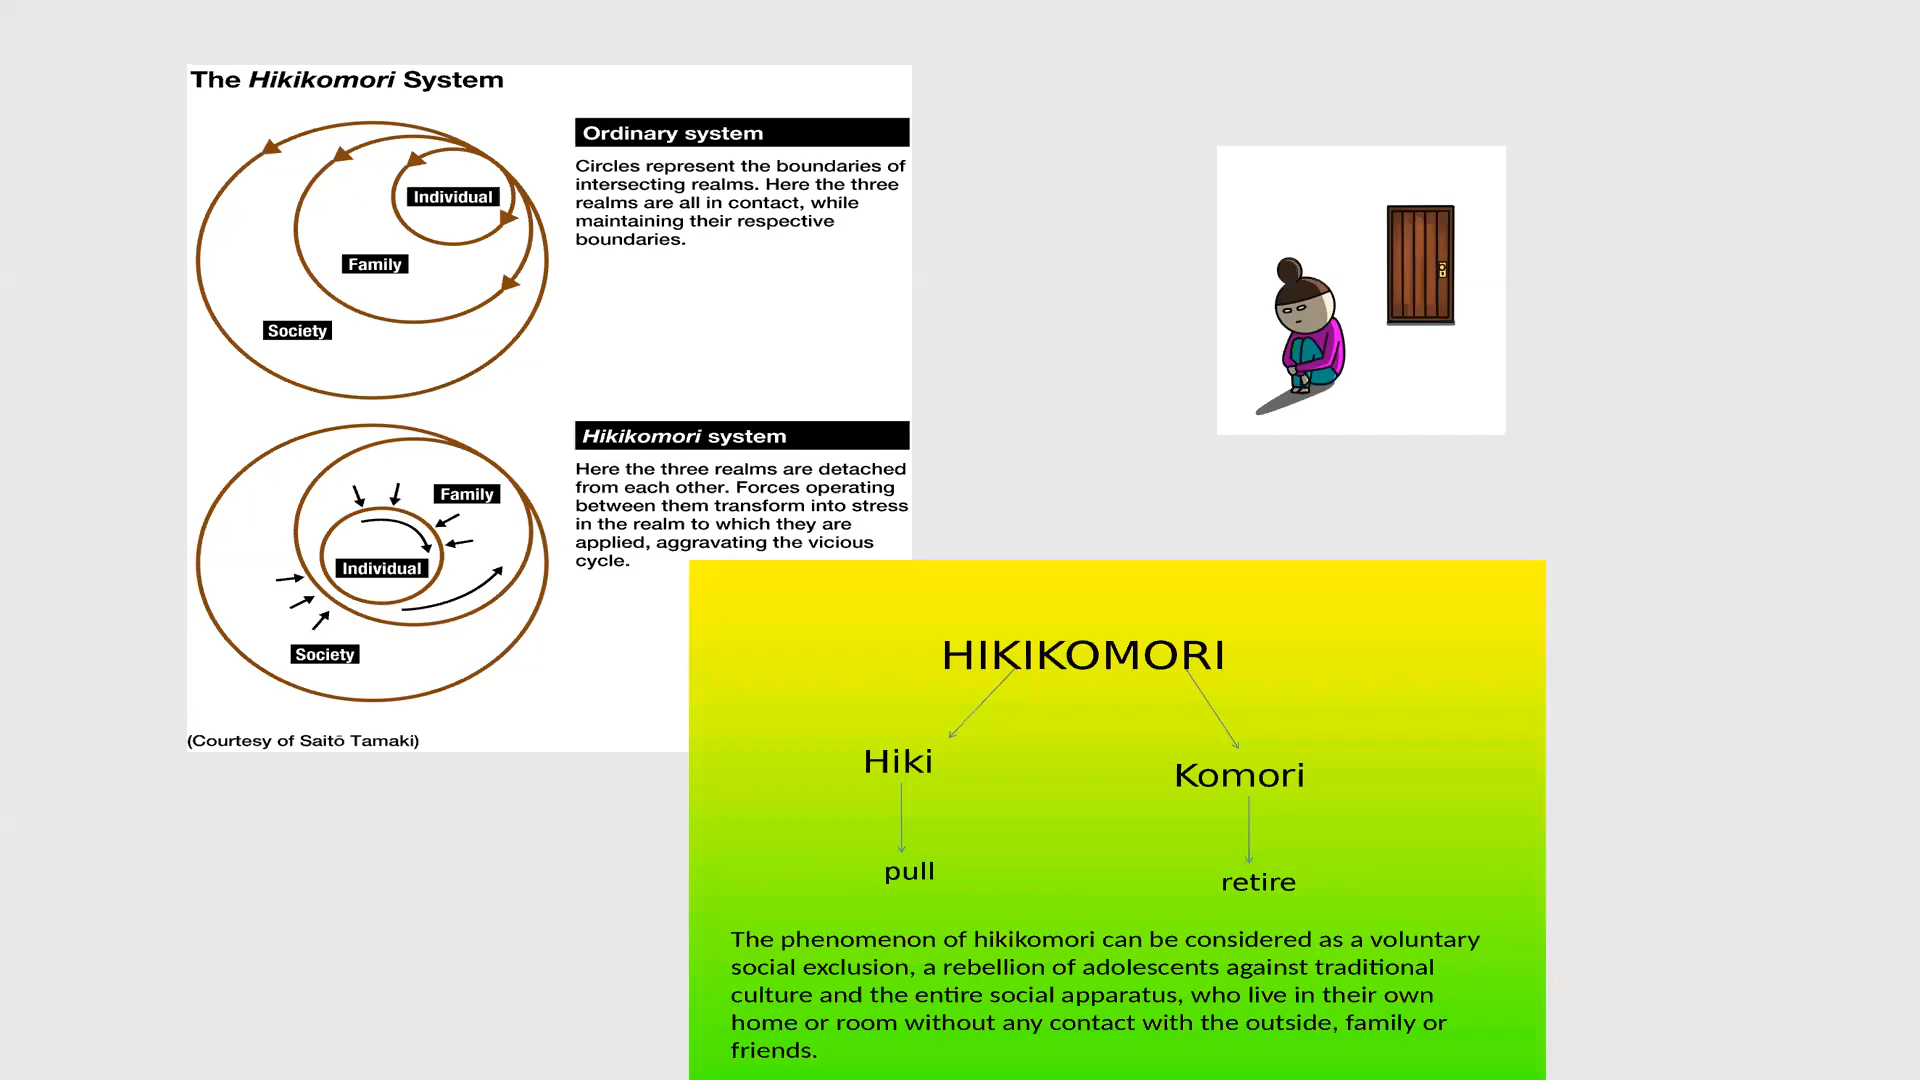 The Hikikomori System
Ordinary system
Circles represent the boundaries of
intersecting realms. Here the three
realms are all in contact, while
maintaining their respective
boundaries.
Individual
Family
Society
Hikikomori system
Here the three realms are detached
from each other. Forces operating
between them transform into stress
in the realm to which they are
applied, aggravating the vicious
cycle.
Family
Individual
Society
(Courtesy of Saitō Tamaki)
HIKIKOMORI
Hiki
Komori
pull
retire
The phenomenon of hikikomori can be considered as a voluntary
social exclusion, a rebellion of adolescents against traditional
culture and the entire social apparatus, who live in their own
home or room without any contact with the outside, family or
friends.